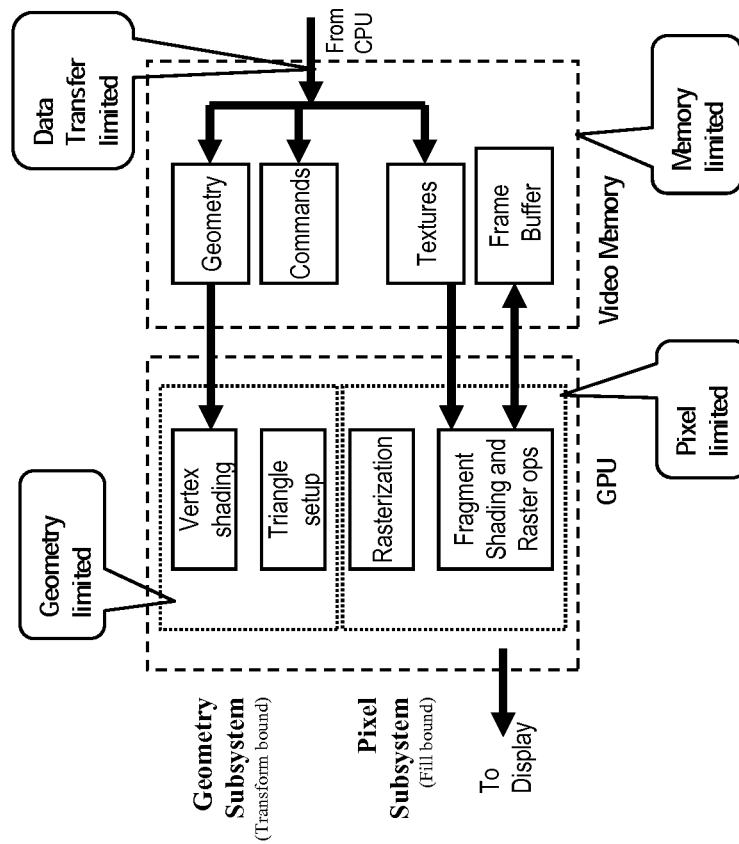 Geometry
limited
Data
Transfer
limited
Geometry
Subsystem
(Transform bound)
Vertex
shading
Geometry
From
CPU
Triangle
setup
Commands
Pixel
Subsystem
(Fill bound)
Rasterization
Textures
Fragment
Shading and
Raster ops
Frame
Buffer
To
Display
GPU
Video Memory
Pixel
limited
Memory
limited